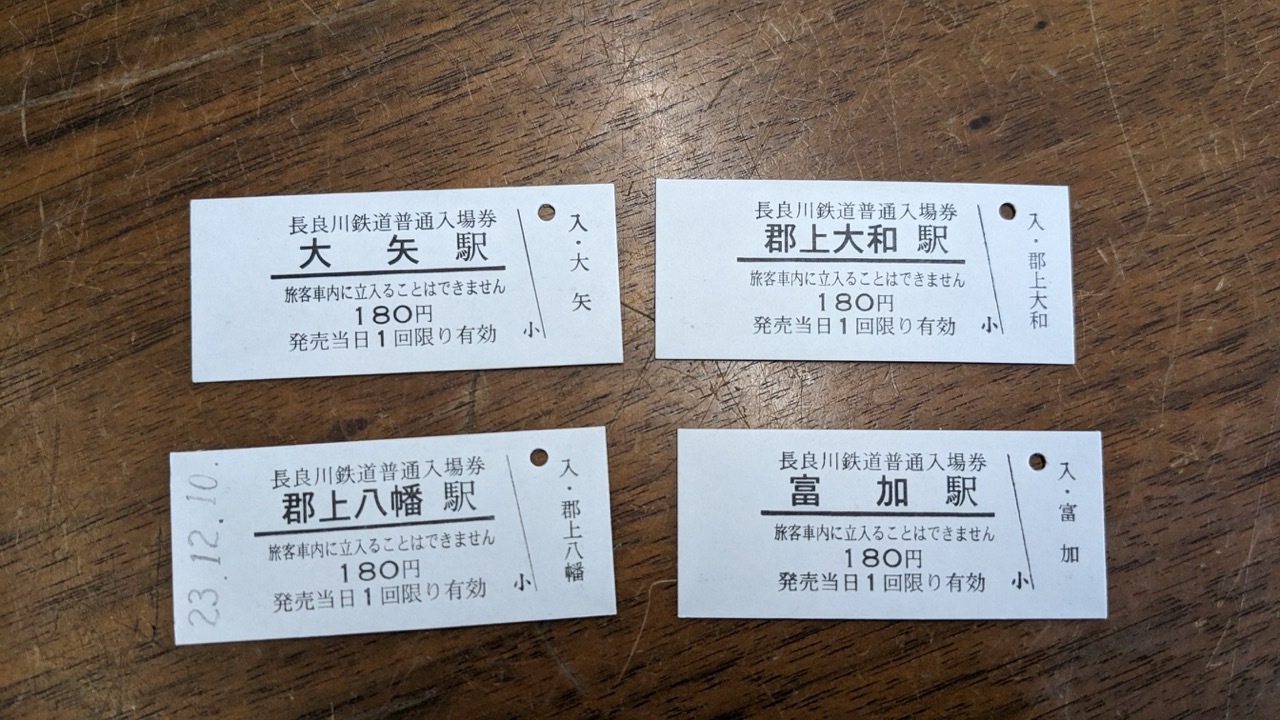 長良川鉄道普通入場券
大矢駅
旅客車内に立入ることはできません
180円
発売当日1回限り有効
小
入・大矢
長良川鉄道普通入場券
郡上大和駅
旅客車内に立入ることはできません
180円
発売当日1回限り有効
小
入・郡上大和
23.12.10.
長良川鉄道普通入場券
郡上八幡駅
旅客車内に立入ることはできません
180円
発売当日1回限り有効
小
入・郡上八幡
長良川鉄道普通入場券
富加駅
旅客車内に立入ることはできません
180円
発売当日1回限り有効
小
入・富加